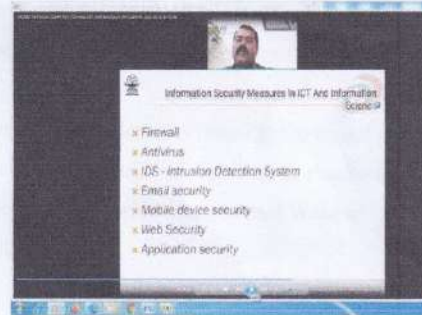 Information Security Measures in ICT And Information
Science
Firewall
Antivirus
IDS - Intrusion Detection System
Email security
Mobile device security
Web Security
Application security